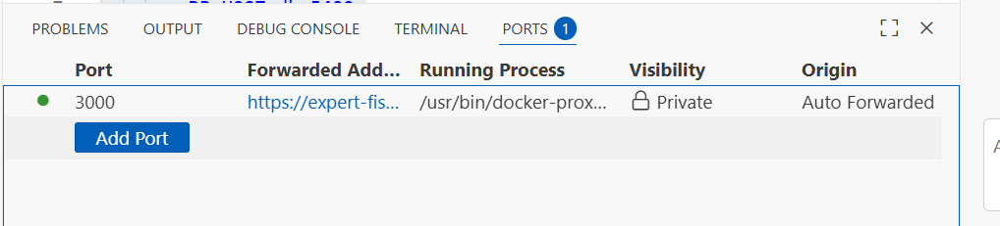 PROBLEMS OUTPUT DEBUG CONSOLE TERMINAL PORTS 1
Port Forwarded Add... Running Process Visibility Origin
3000 https://expert-fis... /usr/bin/docker-prox... Private Auto Forwarded
Add Port